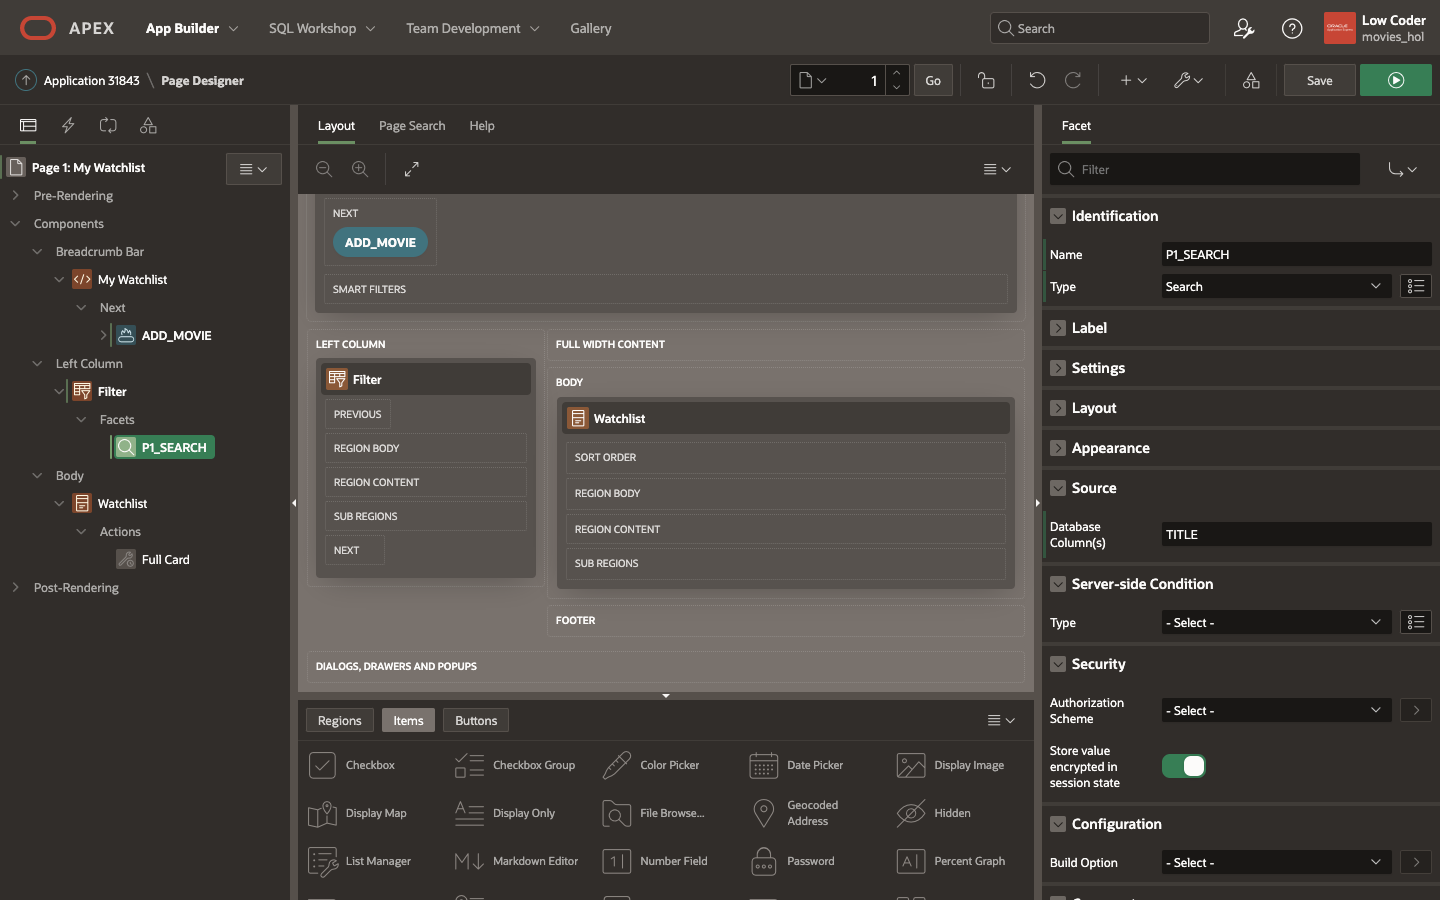 APEX
App Builder
SQL Workshop
Team Development
Gallery
Search
Low Coder
movies_hol
Application 31843 \ Page Designer
1
Go
Save
Page 1: My Watchlist
Pre-Rendering
Components
Breadcrumb Bar
My Watchlist
Next
ADD_MOVIE
Left Column
Filter
Facets
P1_SEARCH
Body
Watchlist
Actions
Full Card
Post-Rendering
Layout
Page Search
Help
NEXT
ADD_MOVIE
SMART FILTERS
LEFT COLUMN
Filter
PREVIOUS
REGION BODY
REGION CONTENT
SUB REGIONS
NEXT
FULL WIDTH CONTENT
BODY
Watchlist
SORT ORDER
REGION BODY
REGION CONTENT
SUB REGIONS
FOOTER
DIALOGS, DRAWERS AND POPUPS
Regions
Items
Buttons
Checkbox
Checkbox Group
Color Picker
Date Picker
Display Image
Display Map
Display Only
File Browse...
Geocoded
Address
Hidden
List Manager
Markdown Editor
Number Field
Password
Percent Graph
Facet
Filter
Identification
Name
P1_SEARCH
Type
Search
Label
Settings
Layout
Appearance
Source
Database
Column(s)
TITLE
Server-side Condition
Type
- Select -
Security
Authorization
Scheme
- Select -
Store value
encrypted in
session state
Configuration
Build Option
- Select -